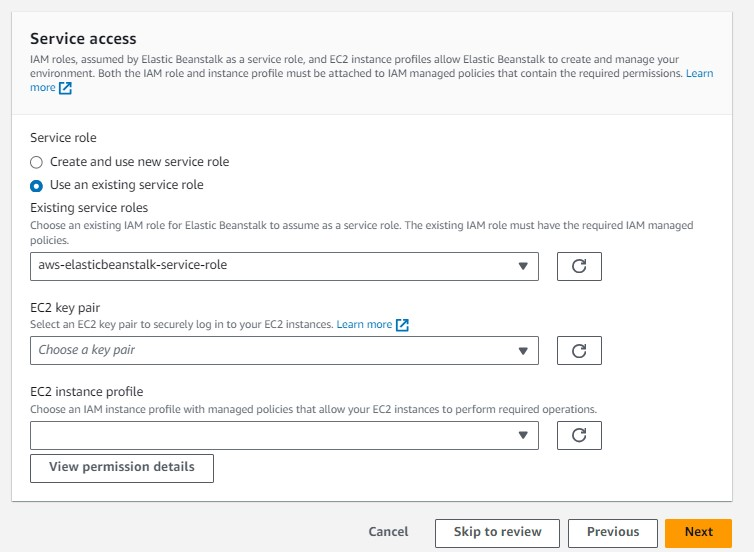 Service access
IAM roles, assumed by Elastic Beanstalk as a service role, and EC2 instance profiles allow Elastic Beanstalk to create and manage your
environment. Both the IAM role and instance profile must be attached to IAM managed policies that contain the required permissions. Learn
more
Service role
Create and use new service role
Use an existing service role
Existing service roles
Choose an existing IAM role for Elastic Beanstalk to assume as a service role. The existing IAM role must have the required IAM managed
policies.
aws-elasticbeanstalk-service-role
EC2 key pair
Select an EC2 key pair to securely log in to your EC2 instances. Learn more
Choose a key pair
EC2 instance profile
Choose an IAM instance profile with managed policies that allow your EC2 instances to perform required operations.
View permission details
Cancel Skip to review Previous Next